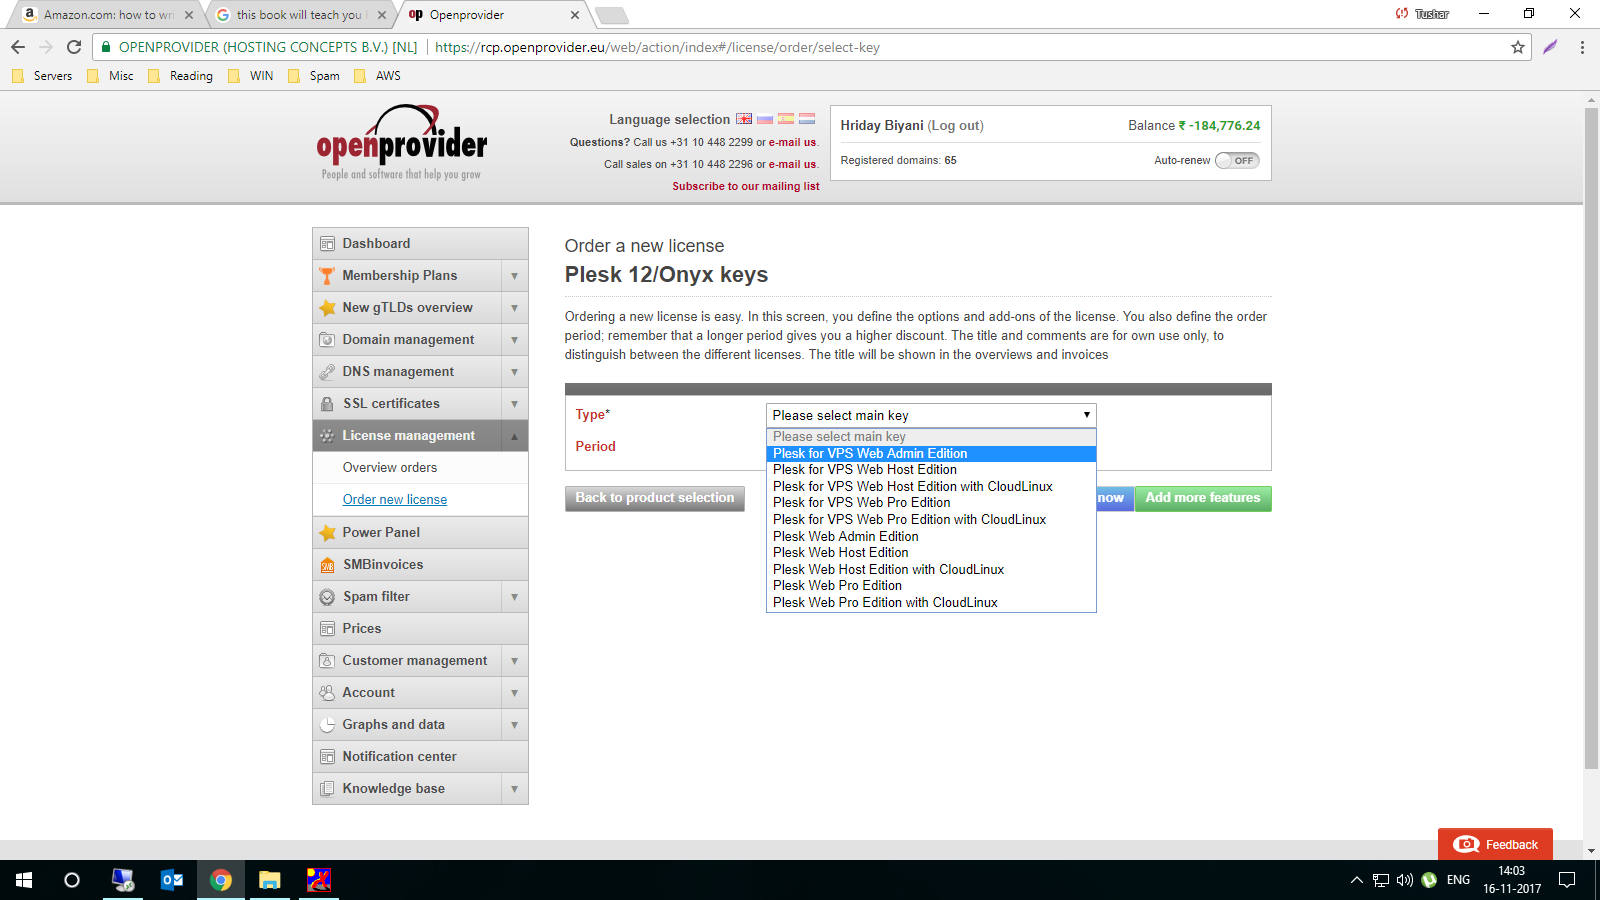 Amazon.com: how to wri
this book will teach you
Openprovider
Tushar
OPENPROVIDER (HOSTING CONCEPTS B.V.) [NL]
https://rcp.openprovider.eu/web/action/index#/license/order/select-key
Servers
Misc
Reading
WIN
Spam
AWS
openprovider
People and software that help you grow
Language selection
Questions? Call us +31 10 448 2299 or e-mail us.
Call sales on +31 10 448 2296 or e-mail us.
Subscribe to our mailing list
Hriday Biyani (Log out)
Balance ₹ -184,776.24
Registered domains: 65
Auto-renew OFF
Dashboard
Membership Plans
New gTLDs overview
Domain management
DNS management
SSL certificates
License management
Overview orders
Order new license
Power Panel
SMBinvoices
Spam filter
Prices
Customer management
Account
Graphs and data
Notification center
Knowledge base
Order a new license
Plesk 12/Onyx keys
Ordering a new license is easy. In this screen, you define the options and add-ons of the license. You also define the order
period; remember that a longer period gives you a higher discount. The title and comments are for own use only, to
distinguish between the different licenses. The title will be shown in the overviews and invoices
Type*
Please select main key
Period
Please select main key
Plesk for VPS Web Admin Edition
Plesk for VPS Web Host Edition
Plesk for VPS Web Host Edition with CloudLinux
Plesk for VPS Web Pro Edition
Plesk for VPS Web Pro Edition with CloudLinux
Plesk Web Admin Edition
Plesk Web Host Edition
Plesk Web Host Edition with CloudLinux
Plesk Web Pro Edition
Plesk Web Pro Edition with CloudLinux
Back to product selection
now
Add more features
Feedback
ENG
14:03
16-11-2017